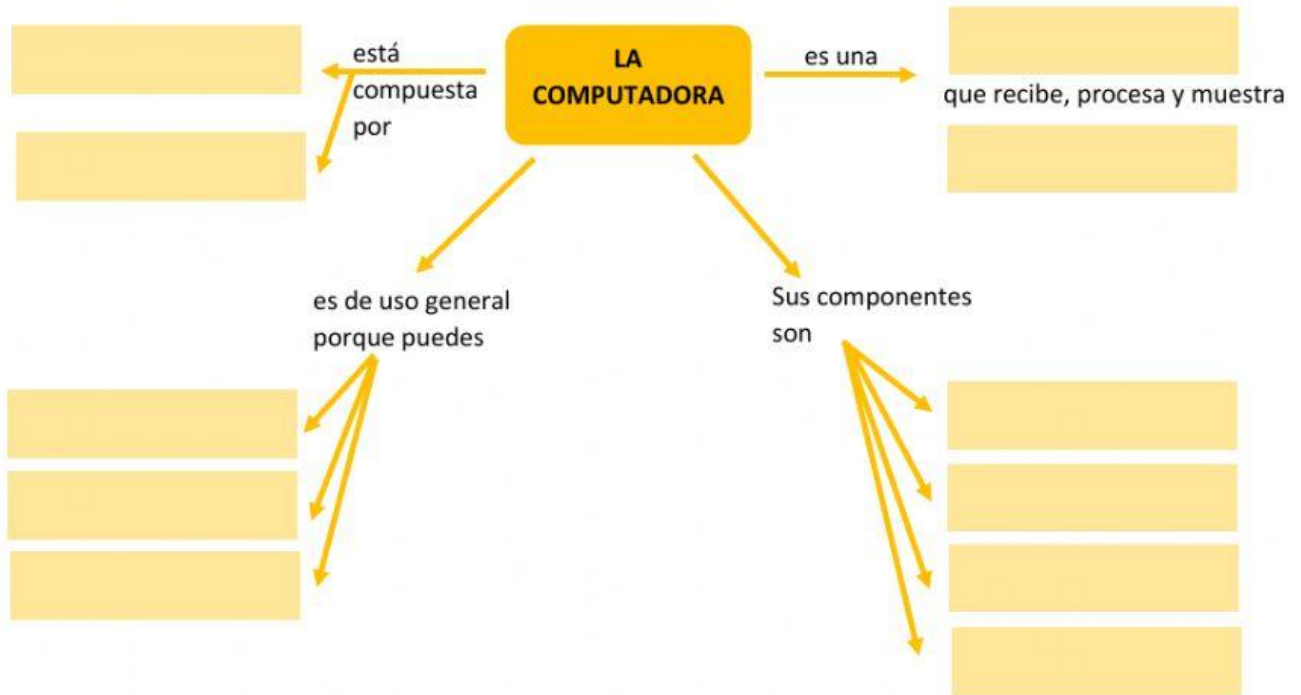 está
compuesta
por
LA
COMPUTADORA
es una
que recibe, procesa y muestra
es de uso general
porque puedes
Sus componentes
son